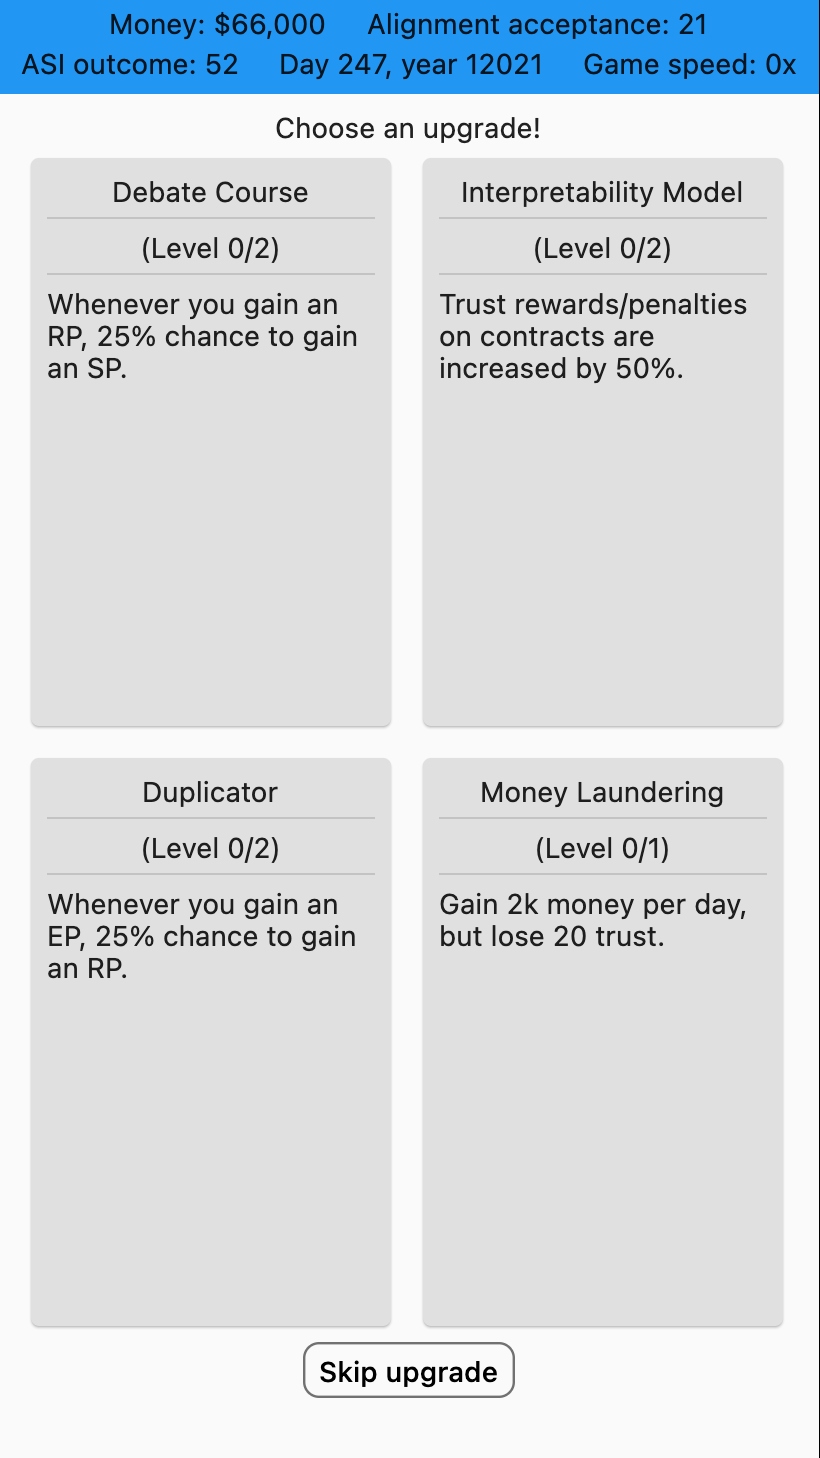 Money: $66,000 Alignment acceptance: 21
ASI outcome: 52 Day 247, year 12021 Game speed: 0x
Choose an upgrade!
Debate Course
(Level 0/2)
Whenever you gain an
RP, 25% chance to gain
an SP.
Interpretability Model
(Level 0/2)
Trust rewards/penalties
on contracts are
increased by 50%.
Duplicator
(Level 0/2)
Whenever you gain an
EP, 25% chance to gain
an RP.
Money Laundering
(Level 0/1)
Gain 2k money per day,
but lose 20 trust.
Skip upgrade